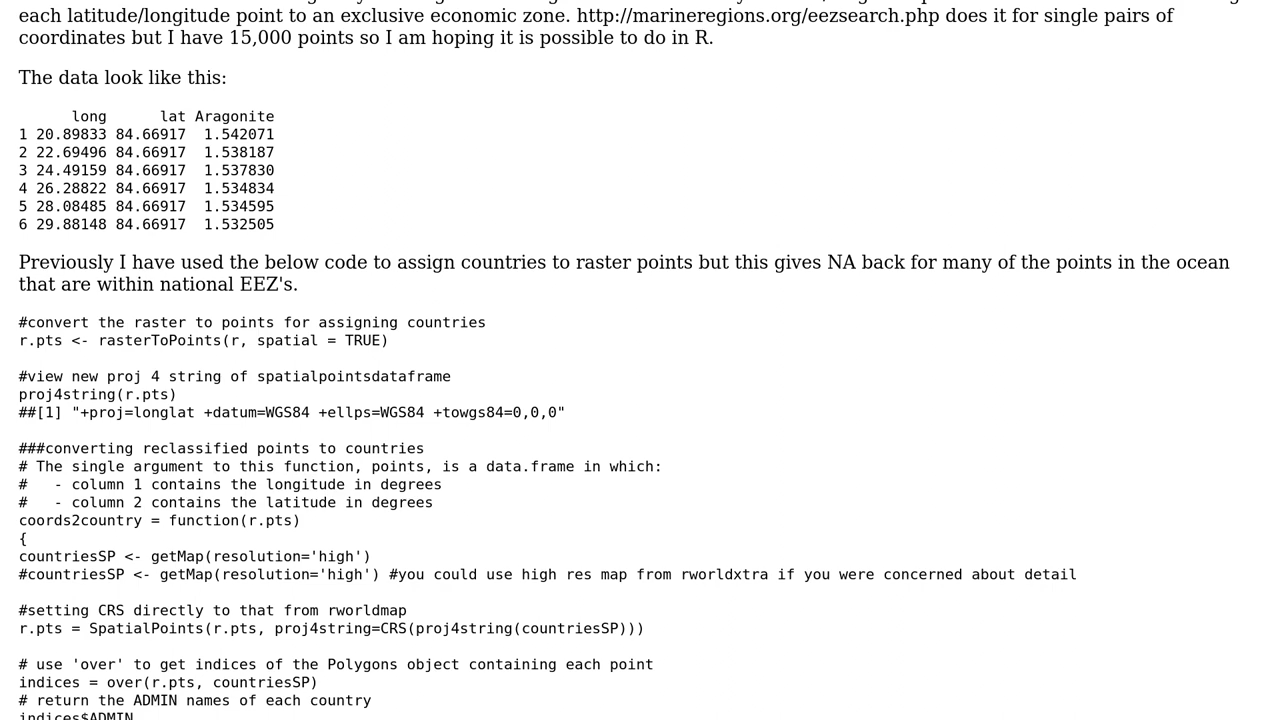 each latitude/longitude point to an exclusive economic zone. http://marineregions.org/eezsearch.php does it for single pairs of
coordinates but I have 15,000 points so I am hoping it is possible to do in R.
The data look like this:
long lat Aragonite
1 20.89833 84.66917 1.542071
2 22.69496 84.66917 1.538187
3 24.49159 84.66917 1.537830
4 26.28822 84.66917 1.534834
5 28.08485 84.66917 1.534595
6 29.88148 84.66917 1.532505
Previously I have used the below code to assign countries to raster points but this gives NA back for many of the points in the ocean
that are within national EEZ's.
#convert the raster to points for assigning countries
r.pts <- rasterToPoints(r, spatial = TRUE)
#view new proj 4 string of spatialpointsdataframe
proj4string(r.pts)
##[1] "+proj=longlat +datum=WGS84 +ellps=WGS84 +towgs84=0,0,0"
###converting reclassified points to countries
# The single argument to this function, points, is a data.frame in which:
#   - column 1 contains the longitude in degrees
#   - column 2 contains the latitude in degrees
coords2country = function(r.pts)
{
countriesSP <- getMap(resolution='high')
#countriesSP <- getMap(resolution='high') #you could use high res map from rworldxtra if you were concerned about detail
#setting CRS directly to that from rworldmap
r.pts = SpatialPoints(r.pts, proj4string=CRS(proj4string(countriesSP)))
# use 'over' to get indices of the Polygons object containing each point
indices = over(r.pts, countriesSP)
# return the ADMIN names of each country
indices$ADMIN